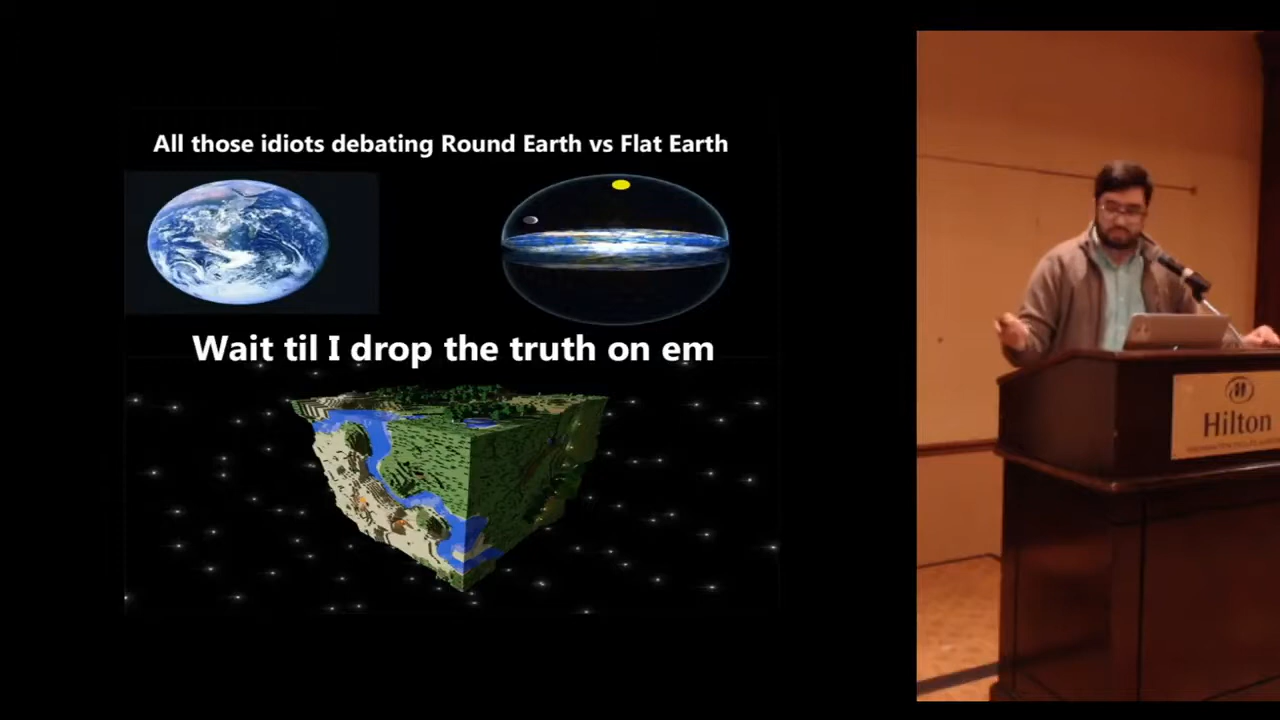 All those idiots debating Round Earth vs Flat Earth
Wait til I drop the truth on em
Hilton